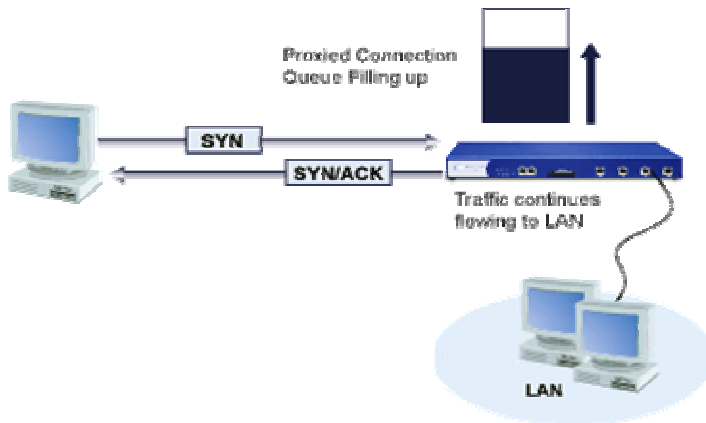 Proxied Connection
Queue Filling up
SYN
SYN/ACK
Traffic continues
flowing to LAN
LAN